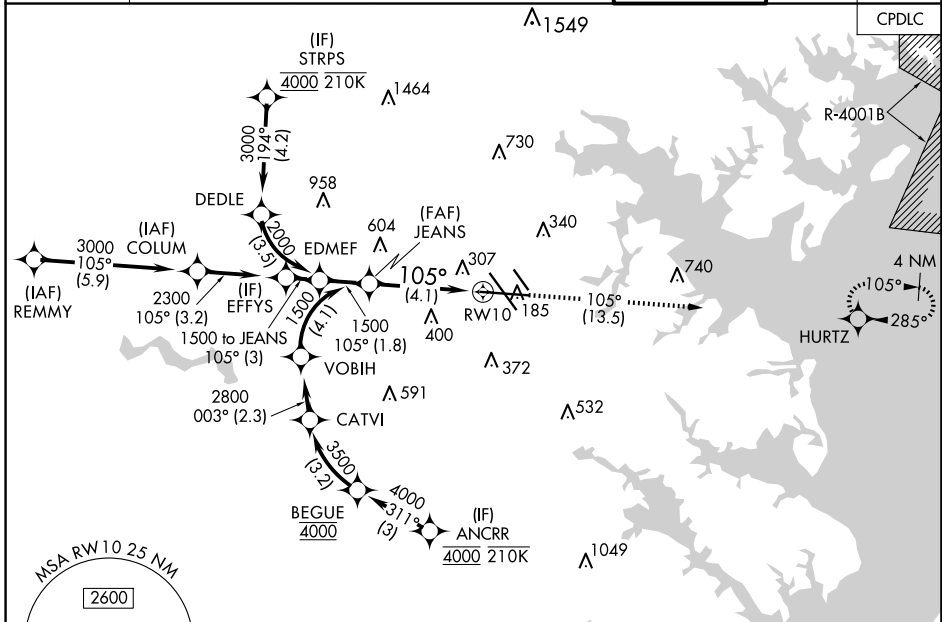 1549
CPDLC
(IF)
STRPS
4000 210K
1464
R-4001B
3000
194°
(4.2)
730
958
DEDLE
(FAF)
JEANS
2000
(3.5)
EDMEF
604
340
(IAF)
COLUM
3000
105°
(5.9)
307
105°
(4.1)
740
4 NM
105°
285°
HURTZ
(IAF)
REMMY
2300
105° (3.2)
(IF)
EFFYS
RW10
185
105°
(13.5)
400
1500 to JEANS
105° (3)
1500
(4.1)
1500
105° (1.8)
VOBIH
372
2800
003° (2.3)
591
532
CATVI
3500
(3.2)
BEGUE
4000
4000
311°
(3)
(IF)
ANCRR
4000 210K
1049
MSA RW10 25 NM
2600